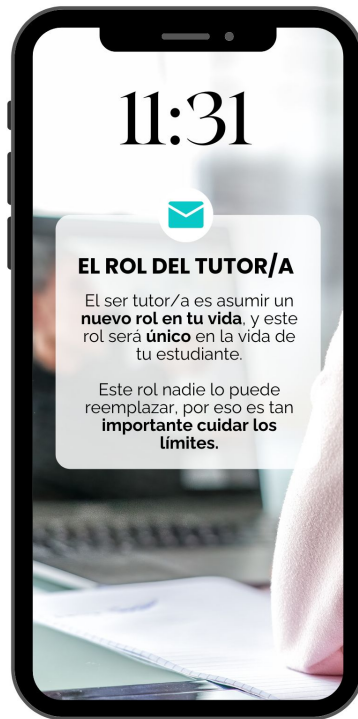 11:31
EL ROL DEL TUTOR/A
El ser tutor/a es asumir un
nuevo rol en tu vida, y este
rol será único en la vida de
tu estudiante.
Este rol nadie lo puede
reemplazar, por eso es tan
importante cuidar los
límites.